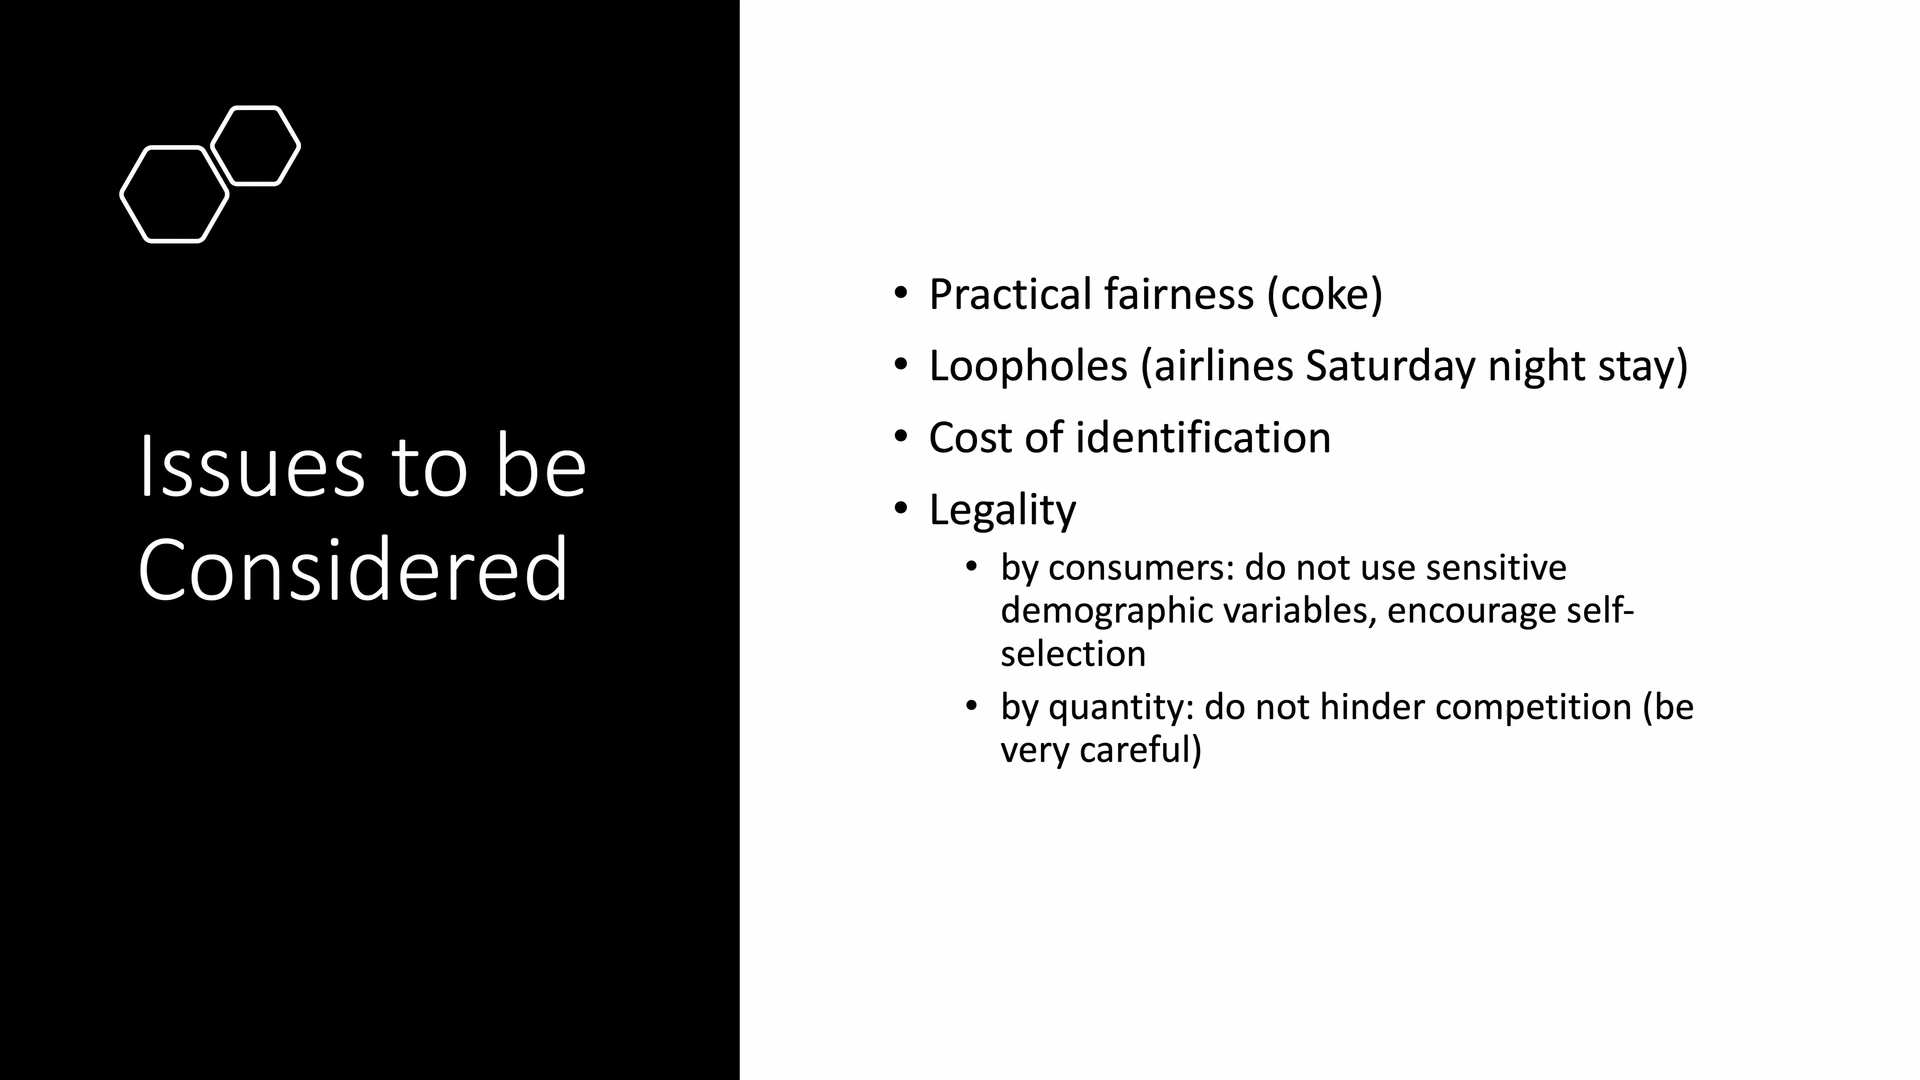 Issues to be
Considered
• Practical fairness (coke)
• Loopholes (airlines Saturday night stay)
• Cost of identification
• Legality
• by consumers: do not use sensitive
demographic variables, encourage self-
selection
• by quantity: do not hinder competition (be
very careful)